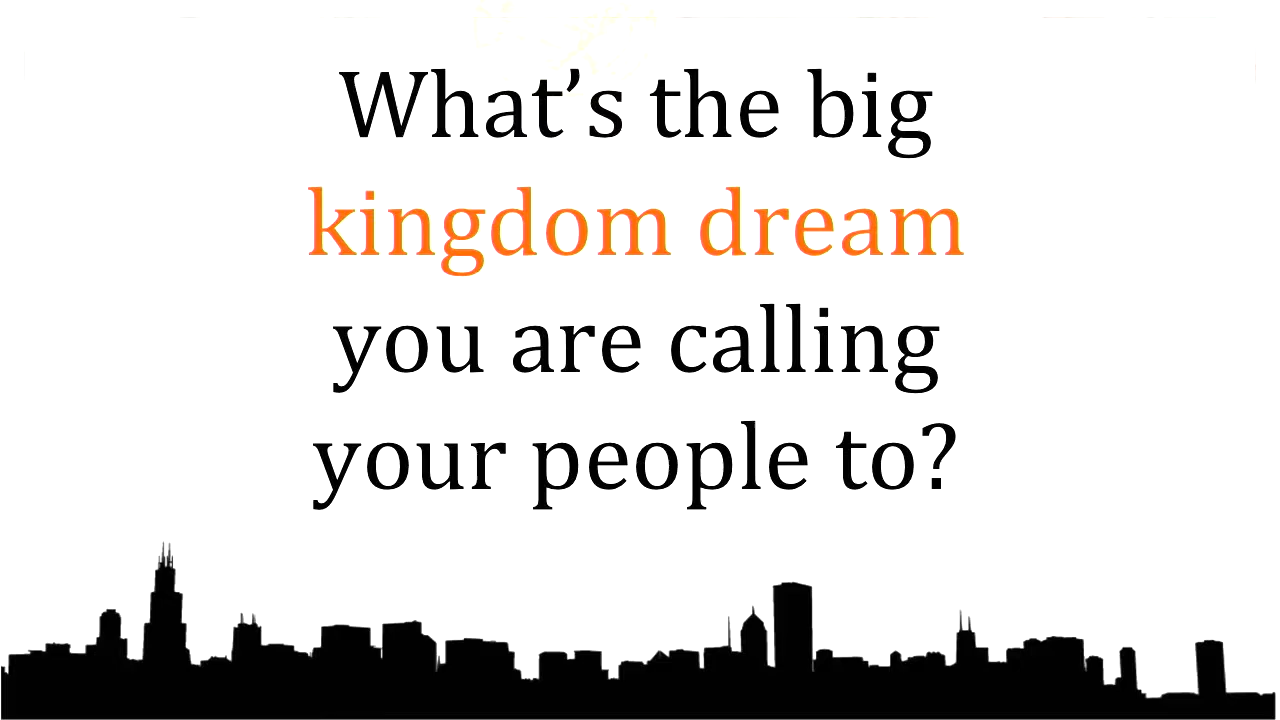 What’s the big
kingdom dream
you are calling
your people to?